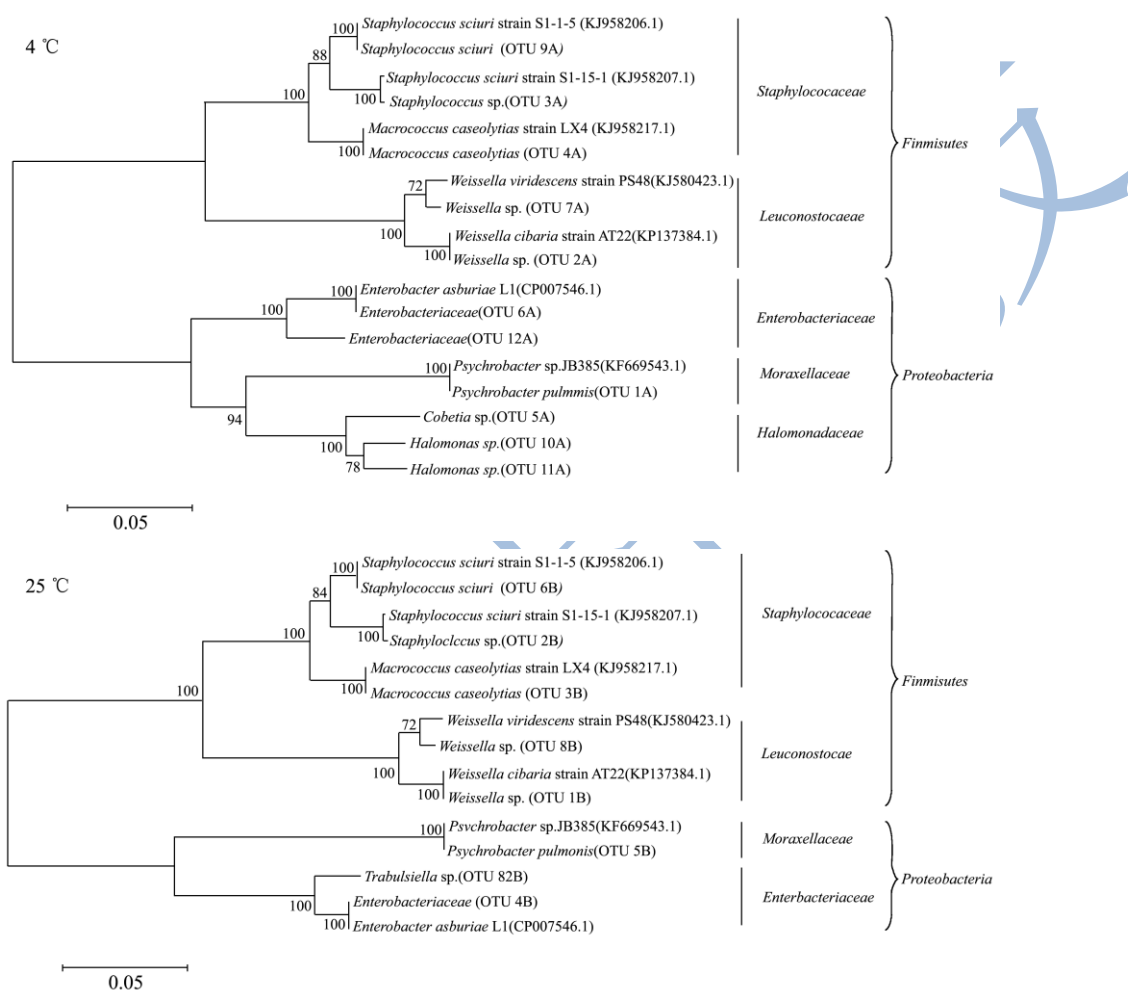 4 ℃
100
Staphylococcus sciuri strain S1-1-5 (KJ958206.1)
Staphylococcus sciuri (OTU 9A)
88
Staphylococcus sciuri strain S1-15-1 (KJ958207.1)
100
Staphylococcus sp.(OTU 3A)
100
Macrococcus caseolytias strain LX4 (KJ958217.1)
100
Macrococcus caseolytias (OTU 4A)
Staphylococaceae
Finmisutes
72
Weissella viridescens strain PS48(KJ580423.1)
Weissella sp. (OTU 7A)
100
Weissella cibaria strain AT22(KP137384.1)
100
Weissella sp. (OTU 2A)
Leuconostocaeae
100
Enterobacter asburiae L1(CP007546.1)
100
Enterobacteriaceae(OTU 6A)
Enterobacteriaceae(OTU 12A)
Enterobacteriaceae
100
Psychrobacter sp.JB385(KF669543.1)
Psychrobacter pulmmis(OTU 1A)
Moraxellaceae
Proteobacteria
94
Cobetia sp.(OTU 5A)
100
Halomonas sp.(OTU 10A)
78
Halomonas sp.(OTU 11A)
Halomonadaceae
0.05
25 ℃
100
Staphylococcus sciuri strain S1-1-5 (KJ958206.1)
Staphylococcus sciuri (OTU 6B)
84
Staphylococcus sciuri strain S1-15-1 (KJ958207.1)
100
Staphyloclccus sp.(OTU 2B)
100
Macrococcus caseolytias strain LX4 (KJ958217.1)
100
Macrococcus caseolytias (OTU 3B)
Staphylococaceae
100
Finmisutes
72
Weissella viridescens strain PS48(KJ580423.1)
Weissella sp. (OTU 8B)
100
Weissella cibaria strain AT22(KP137384.1)
100
Weissella sp. (OTU 1B)
Leuconostocae
100
Psvchrobacter sp.JB385(KF669543.1)
Psychrobacter pulmonis(OTU 5B)
Moraxellaceae
Proteobacteria
Trabulsiella sp.(OTU 82B)
100
Enterobacteriaceae (OTU 4B)
100
Enterobacter asburiae L1(CP007546.1)
Enterbacteriaceae
0.05